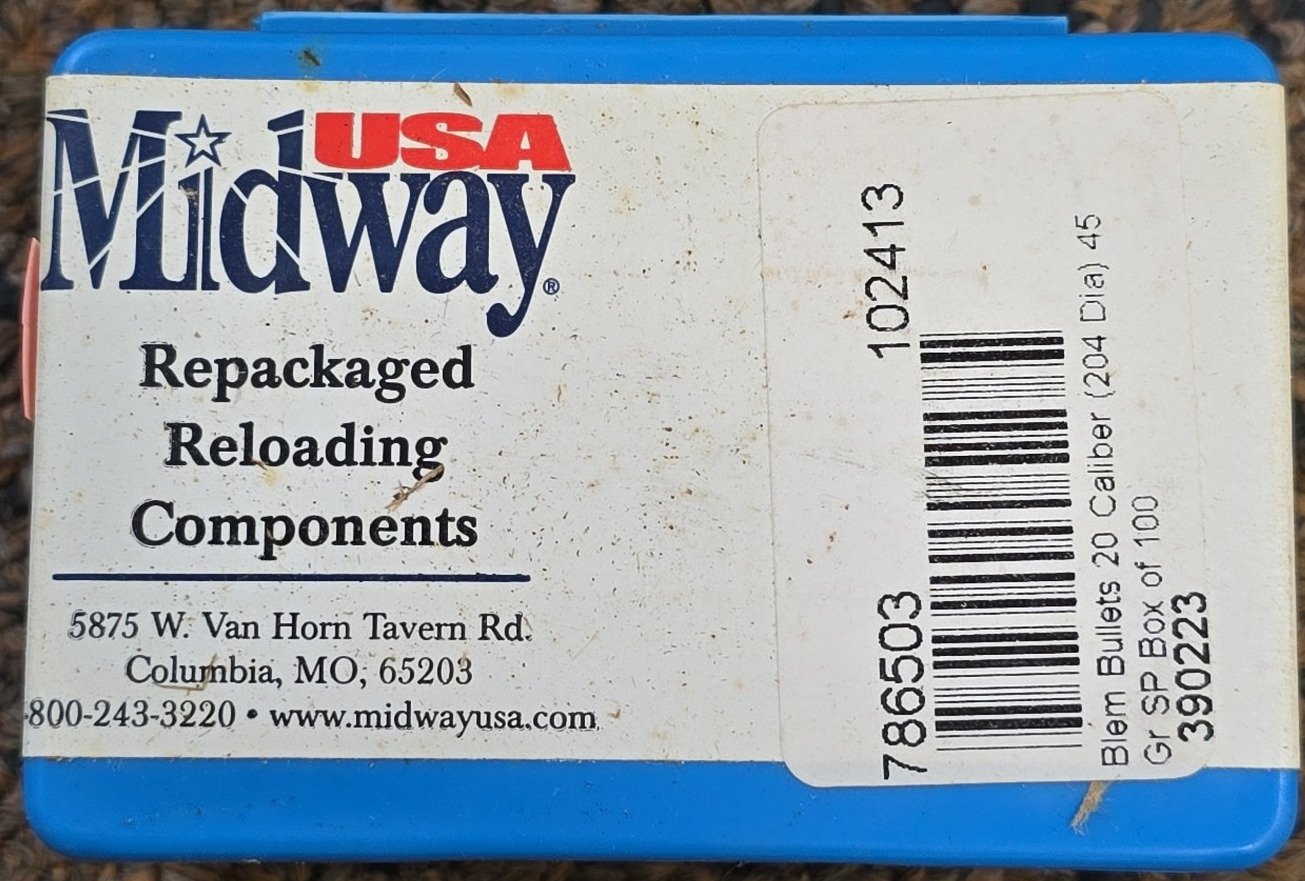 Midway USA®
Repackaged
Reloading
Components
5875 W. Van Horn Tavern Rd.
Columbia, MO, 65203
-800-243-3220 • www.midwayusa.com
786503 102413
Blem Bullets 20 Caliber (204 Dia) 45
Gr SP Box of 100
390223